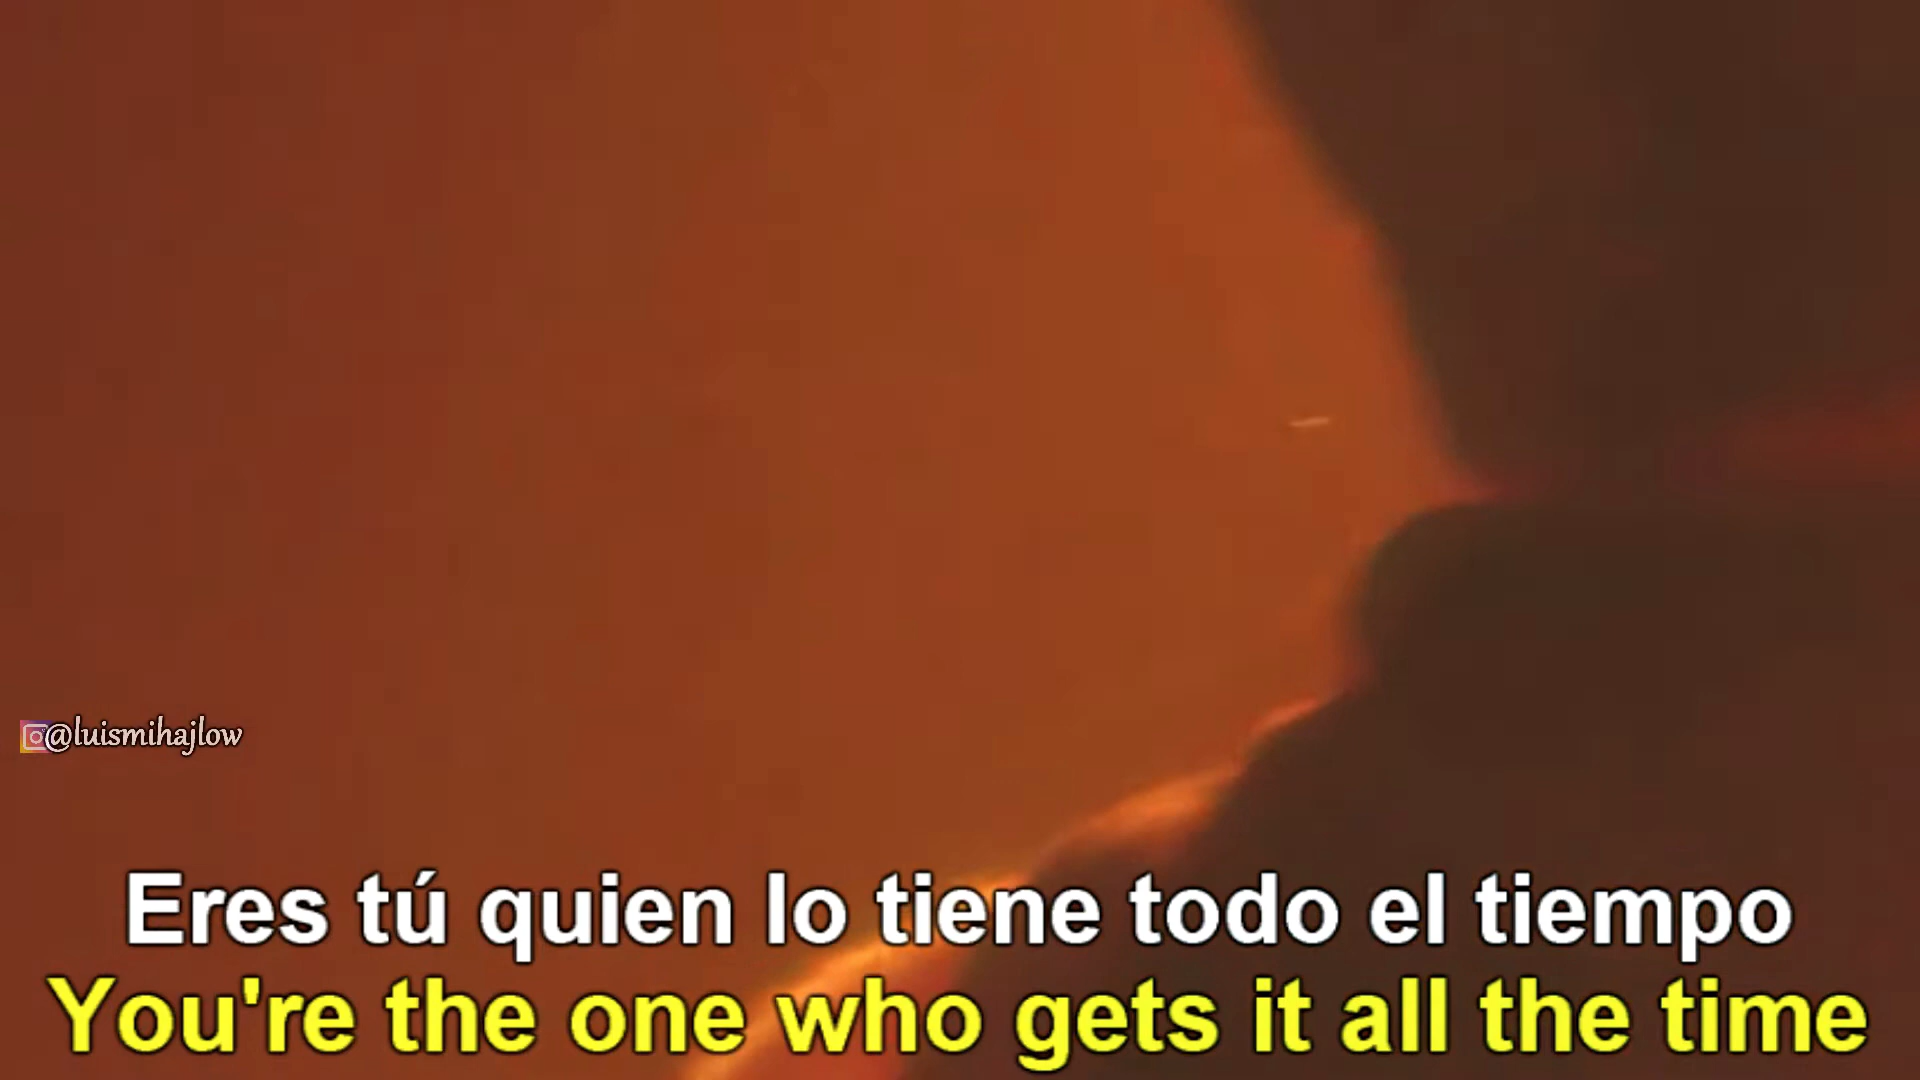 @luismihajlow
Eres tú quien lo tiene todo el tiempo
You're the one who gets it all the time